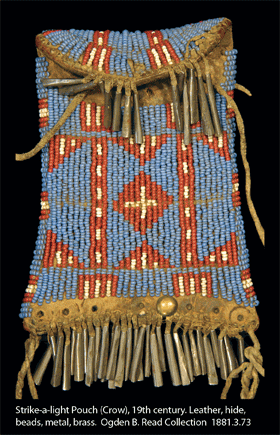 Strike-a-light Pouch (Crow), 19th century. Leather, hide,
beads, metal, brass.  Ogden B. Read Collection  1881.3.73